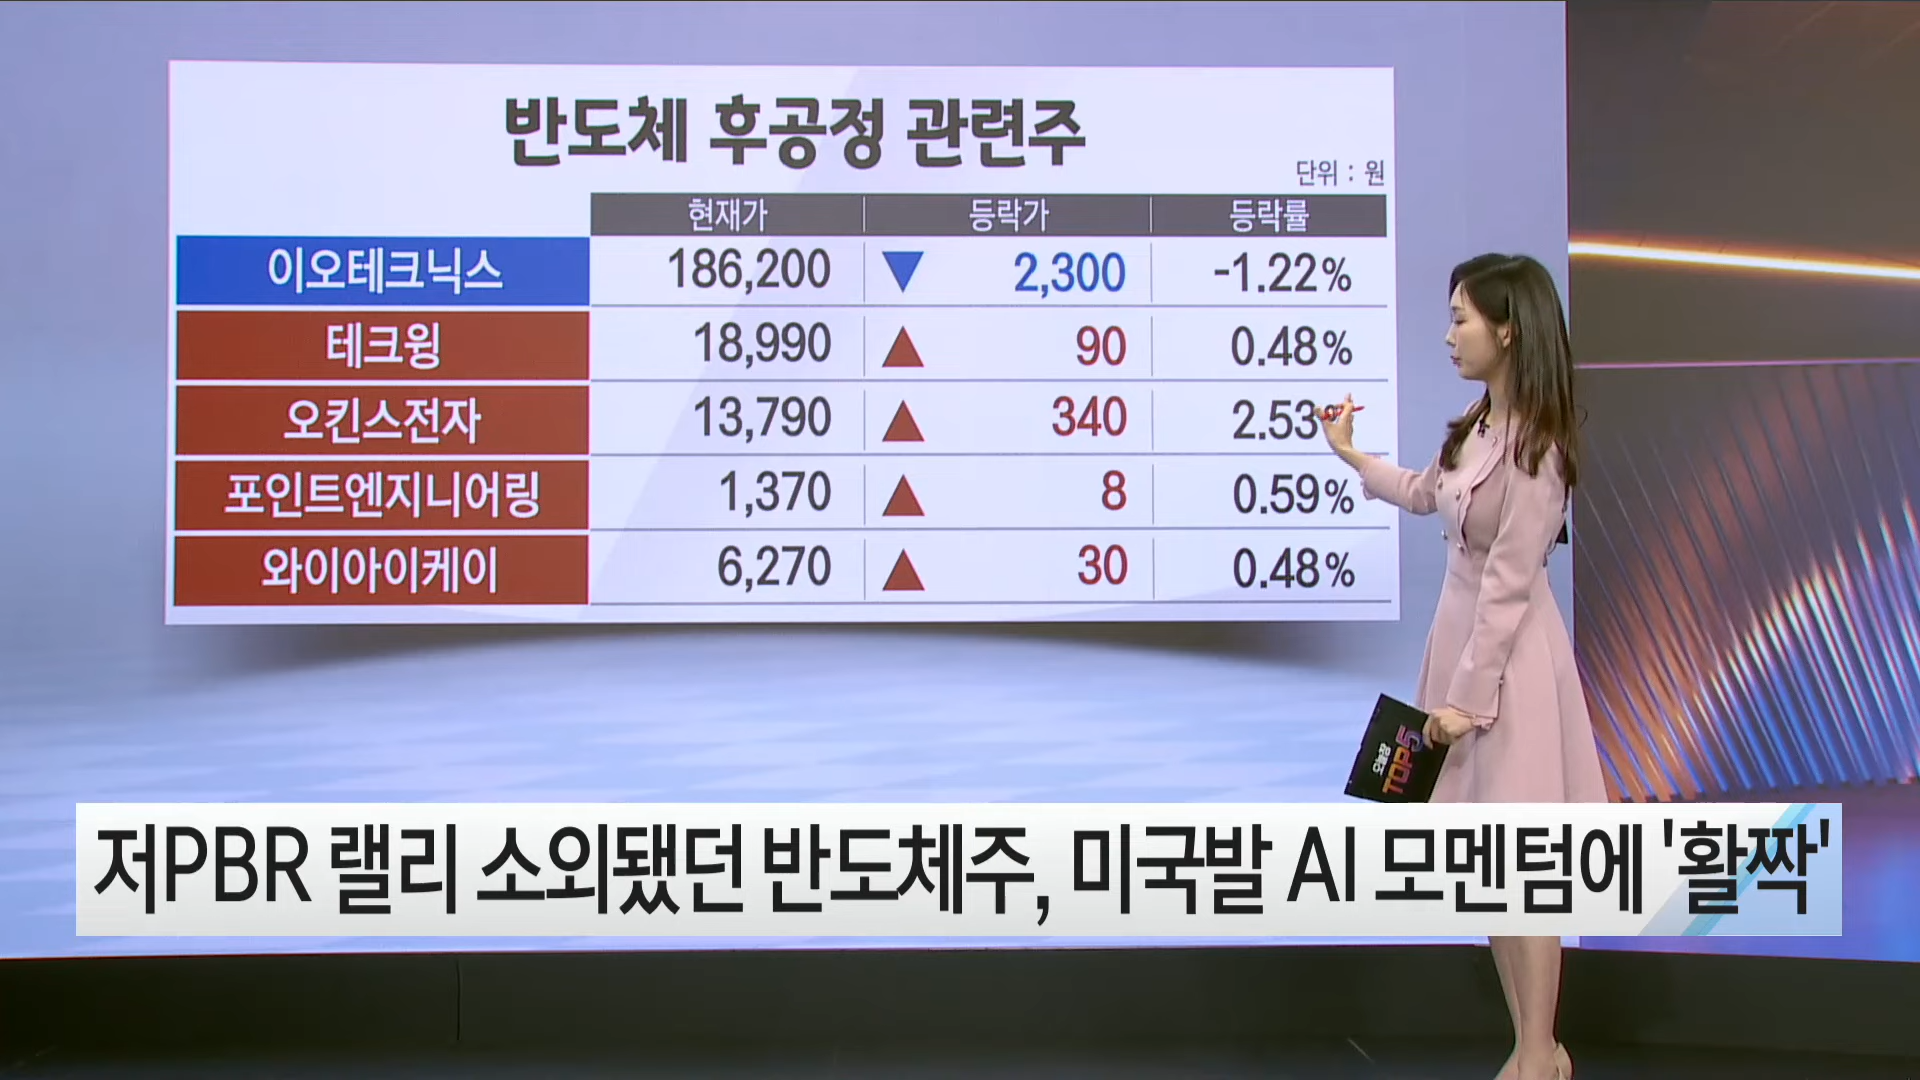 반도체 후공정 관련주
단위 : 원
현재가 등락가 등락률
이오테크닉스 186,200 ▼ 2,300 -1.22%
테크윙 18,990 ▲ 90 0.48%
오킨스전자 13,790 ▲ 340 2.53%
포인트엔지니어링 1,370 ▲ 8 0.59%
와이아이케이 6,270 ▲ 30 0.48%
오늘장
TOP5
저PBR 랠리 소외됐던 반도체주, 미국발 AI 모멘텀에 '활짝'